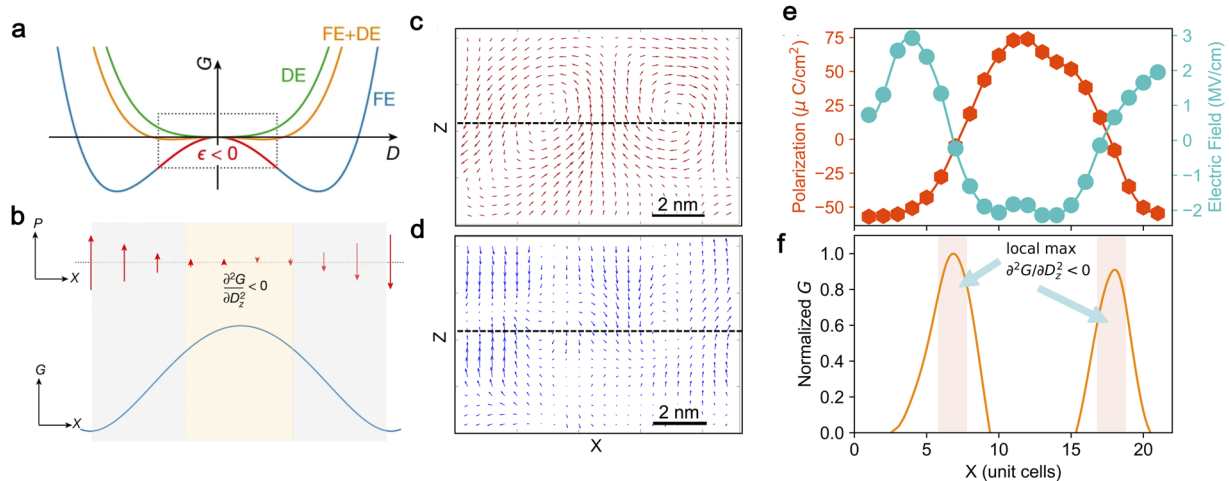 a
G
FE+DE
DE
FE
ϵ < 0
D
b
P
X
∂²G/∂D_z² < 0
G
X
c
Z
2 nm
d
Z
2 nm
X
e
Polarization (μ C/cm²)
75
50
25
0
−25
−50
3
2
1
0
−1
−2
Electric Field (MV/cm)
f
local max
∂²G/∂D_z² < 0
Normalized G
1.0
0.8
0.6
0.4
0.2
0.0
0 5 10 15 20
X (unit cells)